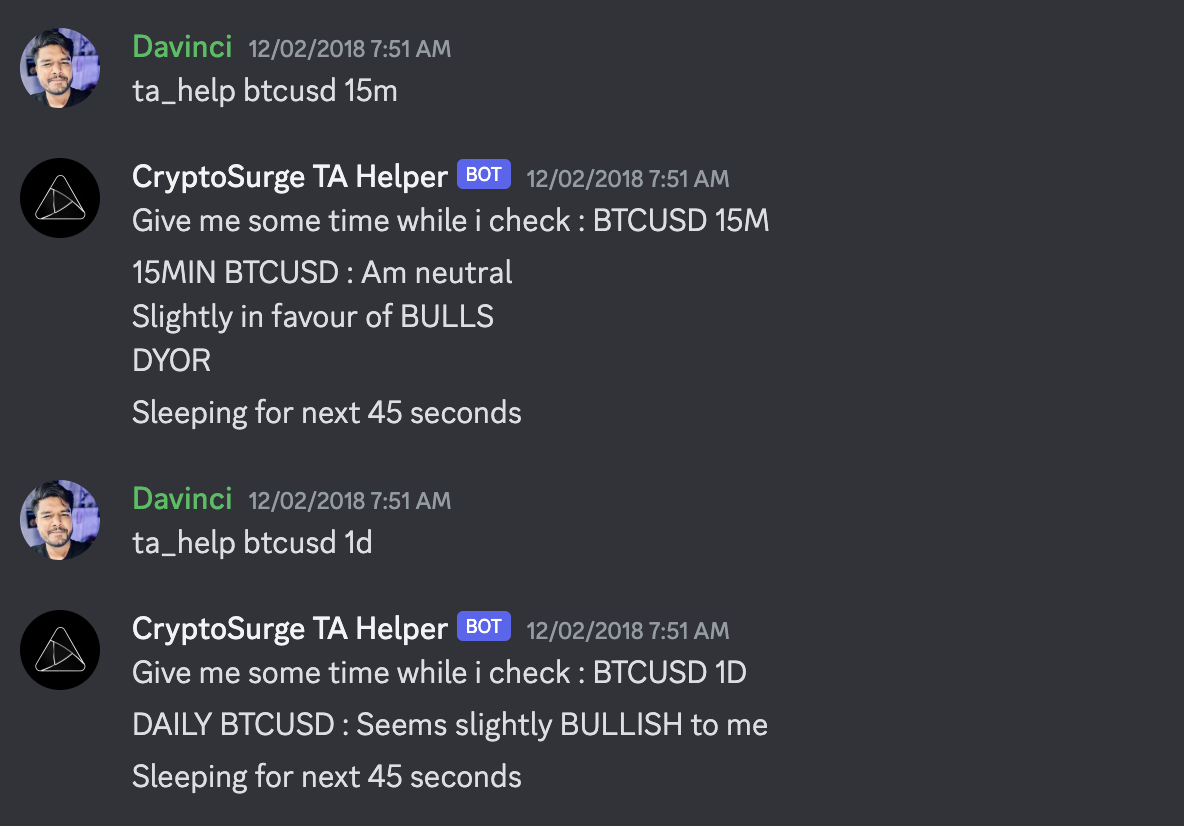 Davinci 12/02/2018 7:51 AM
ta_help btcusd 15m
CryptoSurge TA Helper BOT 12/02/2018 7:51 AM
Give me some time while i check : BTCUSD 15M
15MIN BTCUSD : Am neutral
Slightly in favour of BULLS
DYOR
Sleeping for next 45 seconds
Davinci 12/02/2018 7:51 AM
ta_help btcusd 1d
CryptoSurge TA Helper BOT 12/02/2018 7:51 AM
Give me some time while i check : BTCUSD 1D
DAILY BTCUSD : Seems slightly BULLISH to me
Sleeping for next 45 seconds